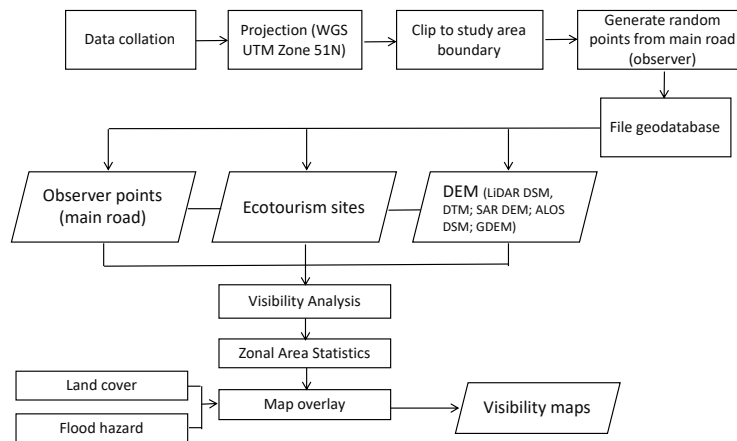 Data collation
Projection (WGS
UTM Zone 51N)
Clip to study area
boundary
Generate random
points from main road
(observer)
File geodatabase
Observer points
(main road)
Ecotourism sites
DEM (LiDAR DSM,
DTM; SAR DEM; ALOS
DSM; GDEM)
Visibility Analysis
Zonal Area Statistics
Land cover
Map overlay
Visibility maps
Flood hazard